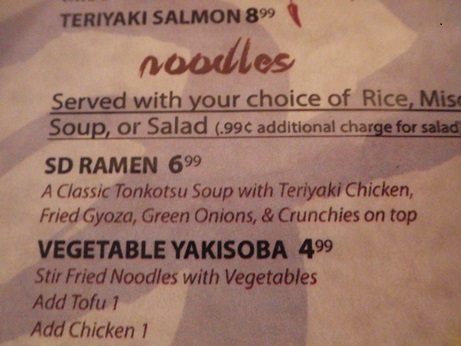 TERIYAKI SALMON 8⁹⁹
noodles
Served with your choice of Rice,
Soup, or Salad (.99¢ additional charge for salad
SD RAMEN 6⁹⁹
A Classic Tonkotsu Soup with Teriyaki Chicken,
Fried Gyoza, Green Onions, & Crunchies on top
VEGETABLE YAKISOBA 4⁹⁹
Stir Fried Noodles with Vegetables
Add Tofu 1
Add Chicken 1